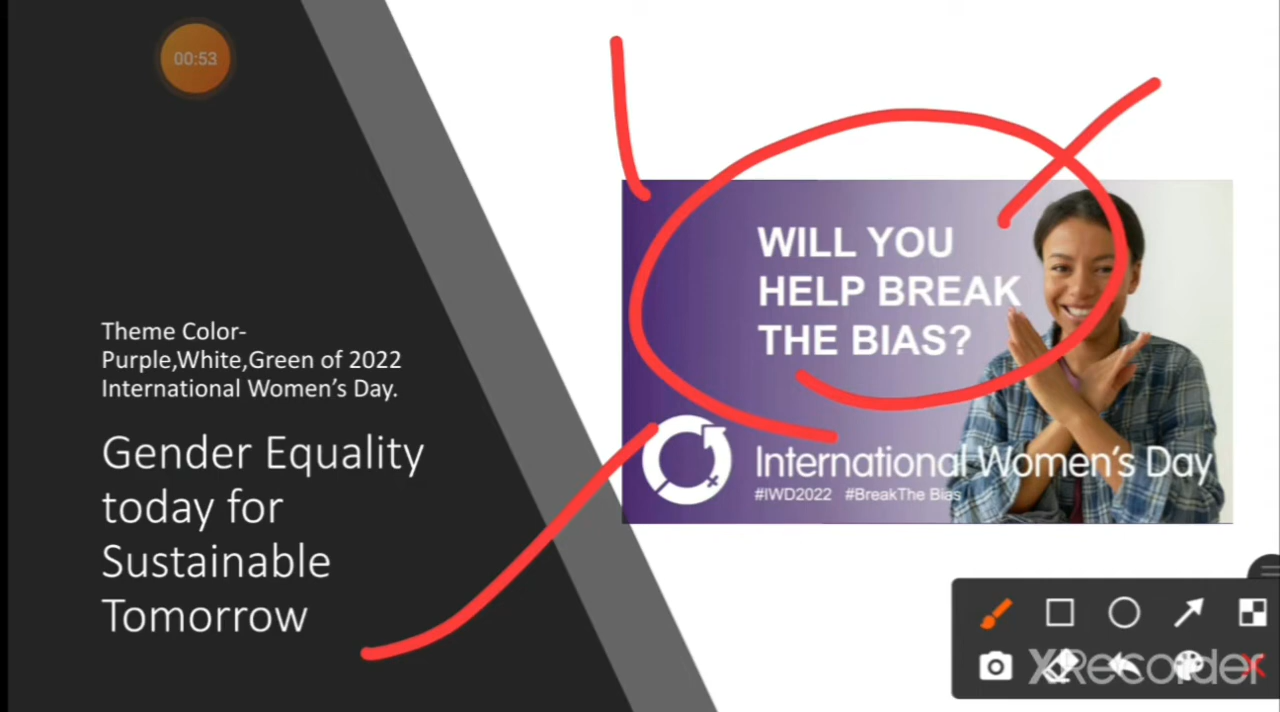 00:53
Theme Color-
Purple,White,Green of 2022
International Women's Day.
Gender Equality
today for
Sustainable
Tomorrow
WILL YOU
HELP BREAK
THE BIAS?
International Women's Day
#IWD2022 #BreakThe Bias
XRecorder